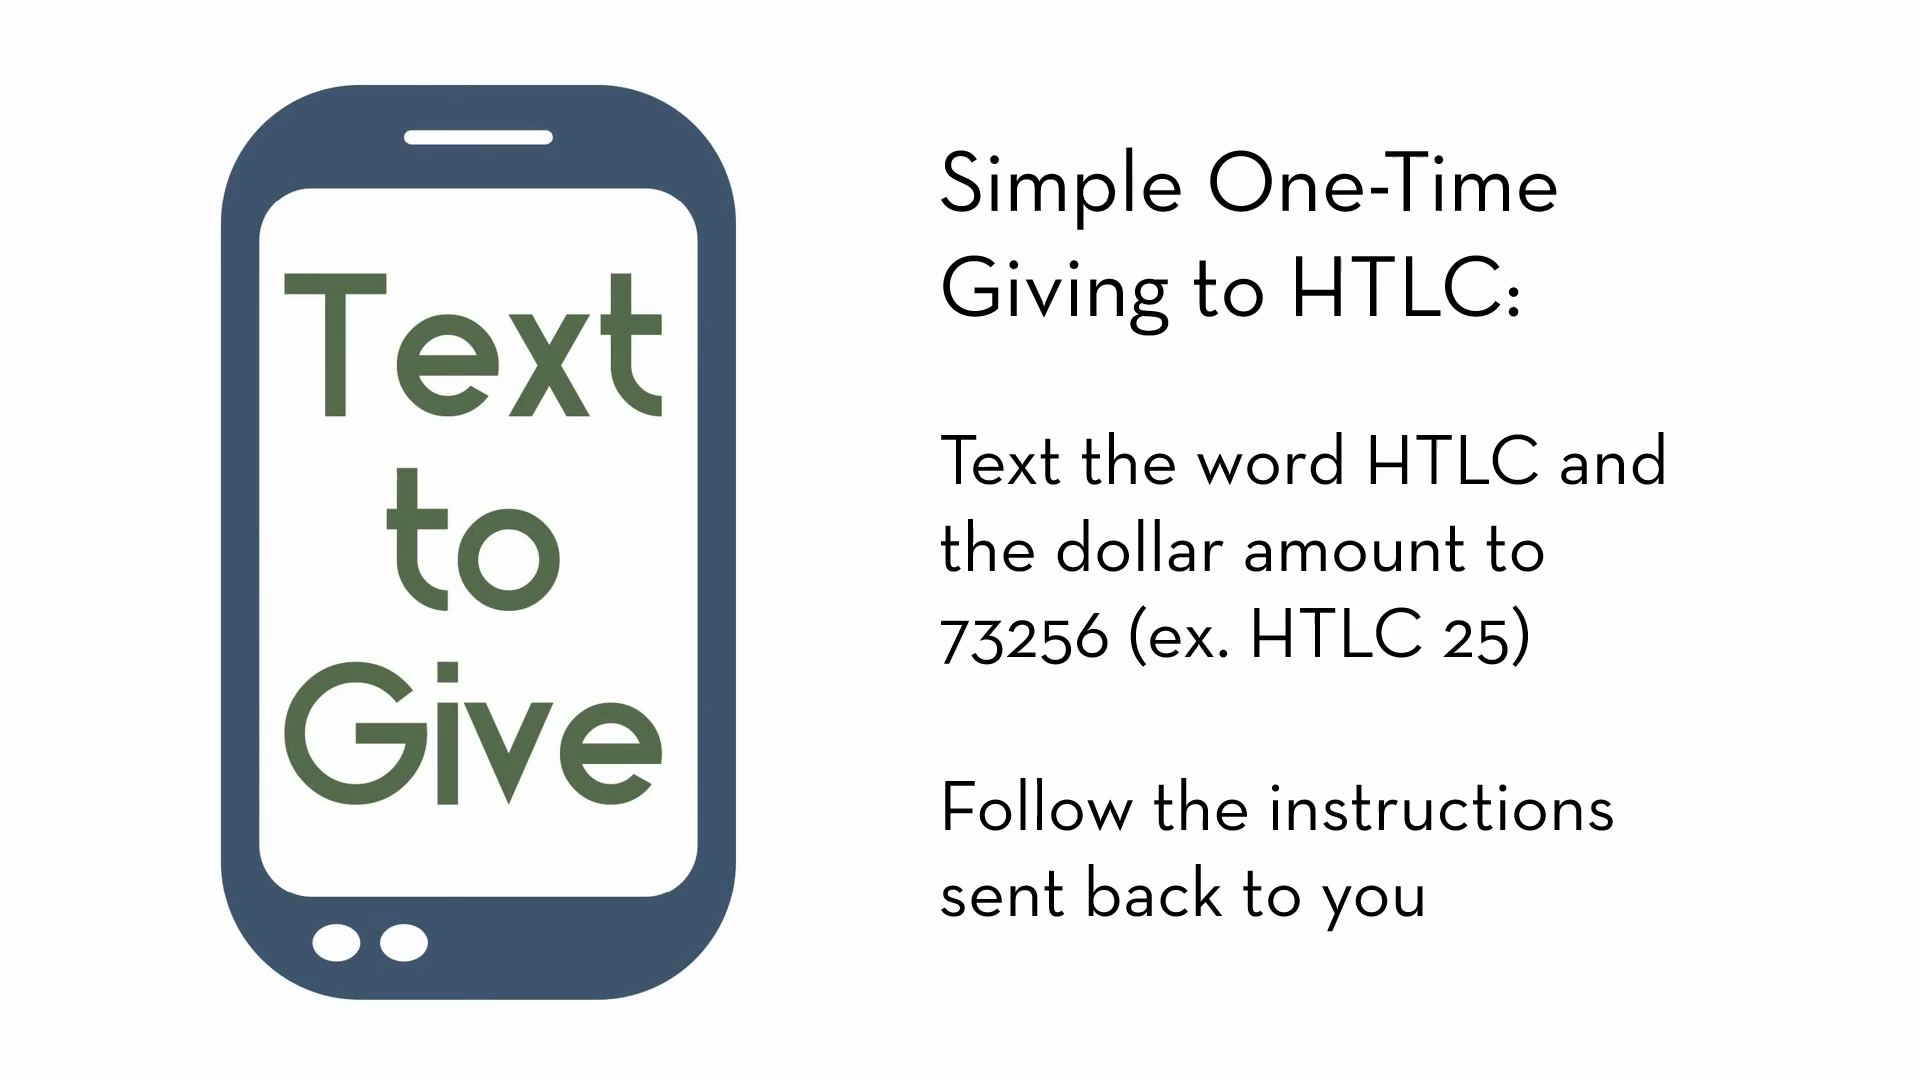 Text
to
Give
Simple One-Time
Giving to HTLC:
Text the word HTLC and
the dollar amount to
73256 (ex. HTLC 25)
Follow the instructions
sent back to you